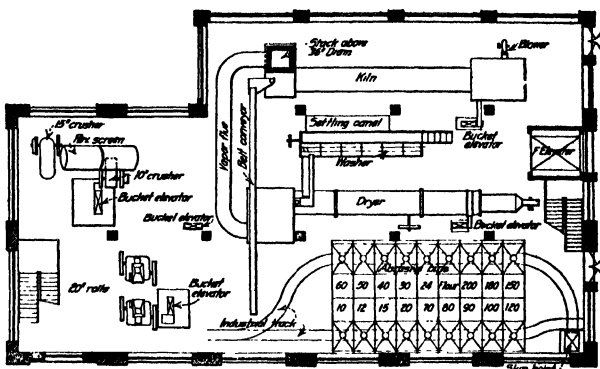 Stack above
36" Drem
Blower
Kiln
15" crusher
Rev. screen
Vapor flue
Belt conveyor
Settling canal
Bucket
elevator
F Elevator
10" crusher
Washer
Bucket elevator
Dryer
Bucket elevator
Bucket elevator
Abrasive bins
60 50 40 30 24 Flour 200 180 150
10 12 15 20 70 80 90 100 120
20" rolls
Bucket
elevator
Industrial track